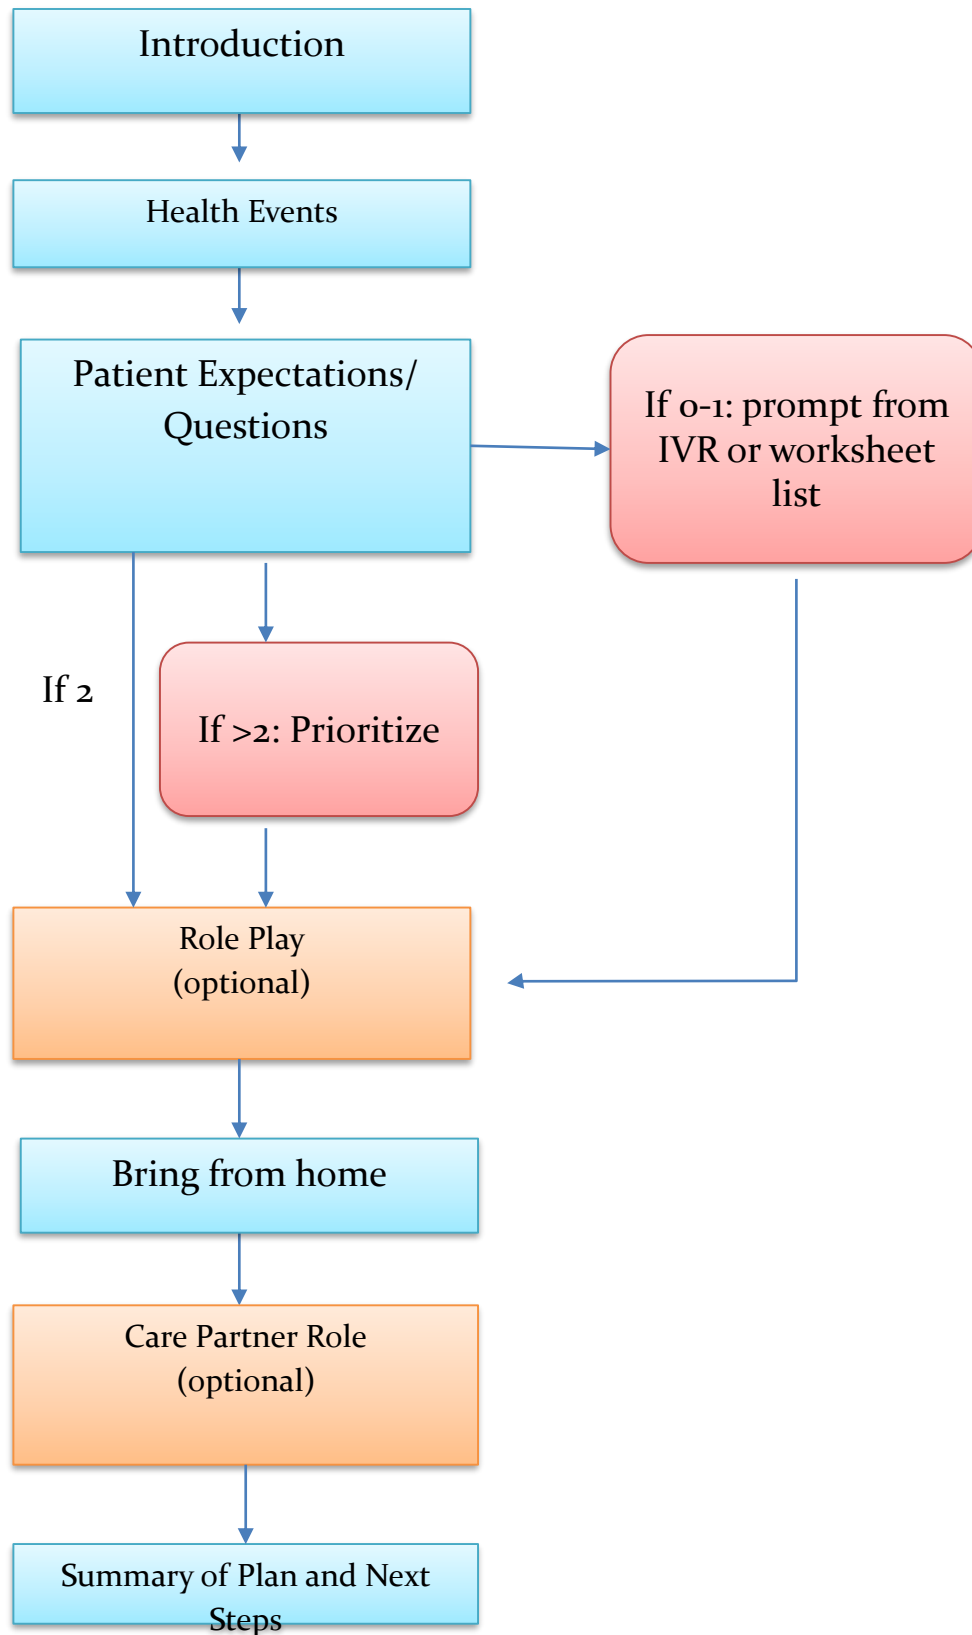 Introduction
Health Events
Patient Expectations/
Questions
If 0-1: prompt from
IVR or worksheet
list
If 2
If >2: Prioritize
Role Play
(optional)
Bring from home
Care Partner Role
(optional)
Summary of Plan and Next
Steps